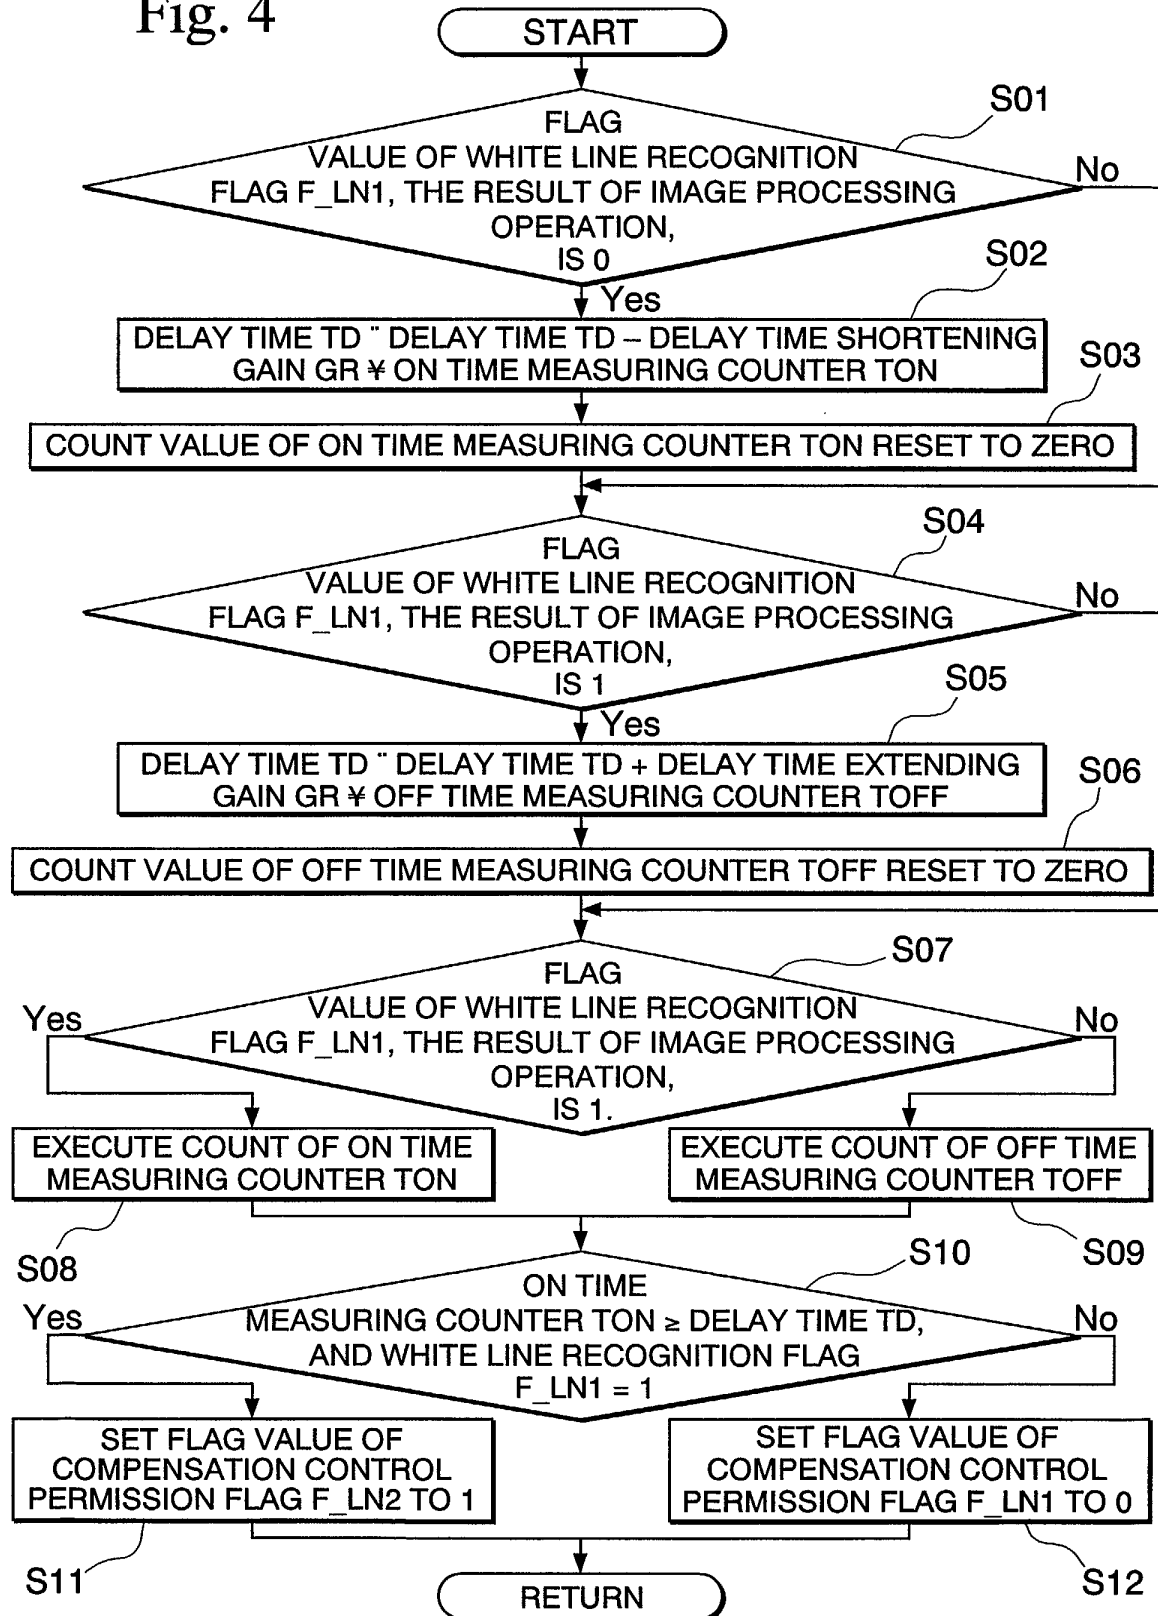 Fig. 4
START
S01
FLAG
VALUE OF WHITE LINE RECOGNITION
FLAG F_LN1, THE RESULT OF IMAGE PROCESSING
OPERATION,
IS 0
No
Yes
S02
DELAY TIME TD ¨ DELAY TIME TD – DELAY TIME SHORTENING
GAIN GR ¥ ON TIME MEASURING COUNTER TON
S03
COUNT VALUE OF ON TIME MEASURING COUNTER TON RESET TO ZERO
S04
FLAG
VALUE OF WHITE LINE RECOGNITION
FLAG F_LN1, THE RESULT OF IMAGE PROCESSING
OPERATION,
IS 1
No
Yes
S05
DELAY TIME TD ¨ DELAY TIME TD + DELAY TIME EXTENDING
GAIN GR ¥ OFF TIME MEASURING COUNTER TOFF
S06
COUNT VALUE OF OFF TIME MEASURING COUNTER TOFF RESET TO ZERO
S07
FLAG
VALUE OF WHITE LINE RECOGNITION
FLAG F_LN1, THE RESULT OF IMAGE PROCESSING
OPERATION,
IS 1.
Yes
No
EXECUTE COUNT OF ON TIME
MEASURING COUNTER TON
S08
EXECUTE COUNT OF OFF TIME
MEASURING COUNTER TOFF
S09
S10
ON TIME
MEASURING COUNTER TON ≥ DELAY TIME TD,
AND WHITE LINE RECOGNITION FLAG
F_LN1 = 1
Yes
No
SET FLAG VALUE OF
COMPENSATION CONTROL
PERMISSION FLAG F_LN2 TO 1
S11
SET FLAG VALUE OF
COMPENSATION CONTROL
PERMISSION FLAG F_LN1 TO 0
S12
RETURN